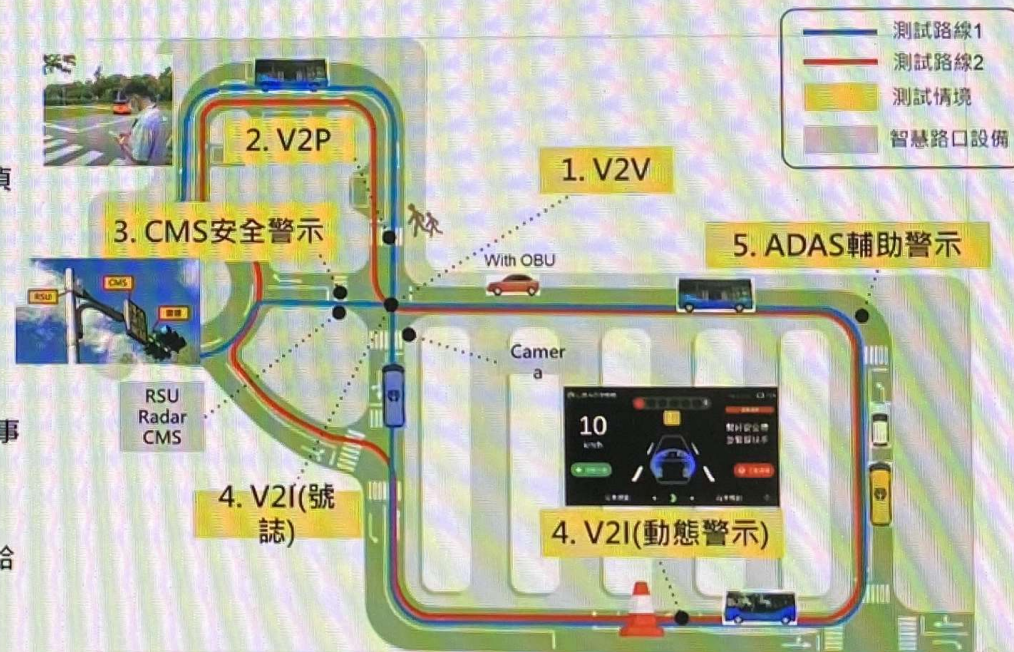 測試路線1
測試路線2
測試情境
智慧路口設備
2. V2P
1. V2V
3. CMS安全警示
5. ADAS輔助警示
With OBU
CMS
RSU
Camer
a
RSU
Radar
CMS
10
km/h
4. V2I(號
誌)
4. V2I(動態警示)
事
給